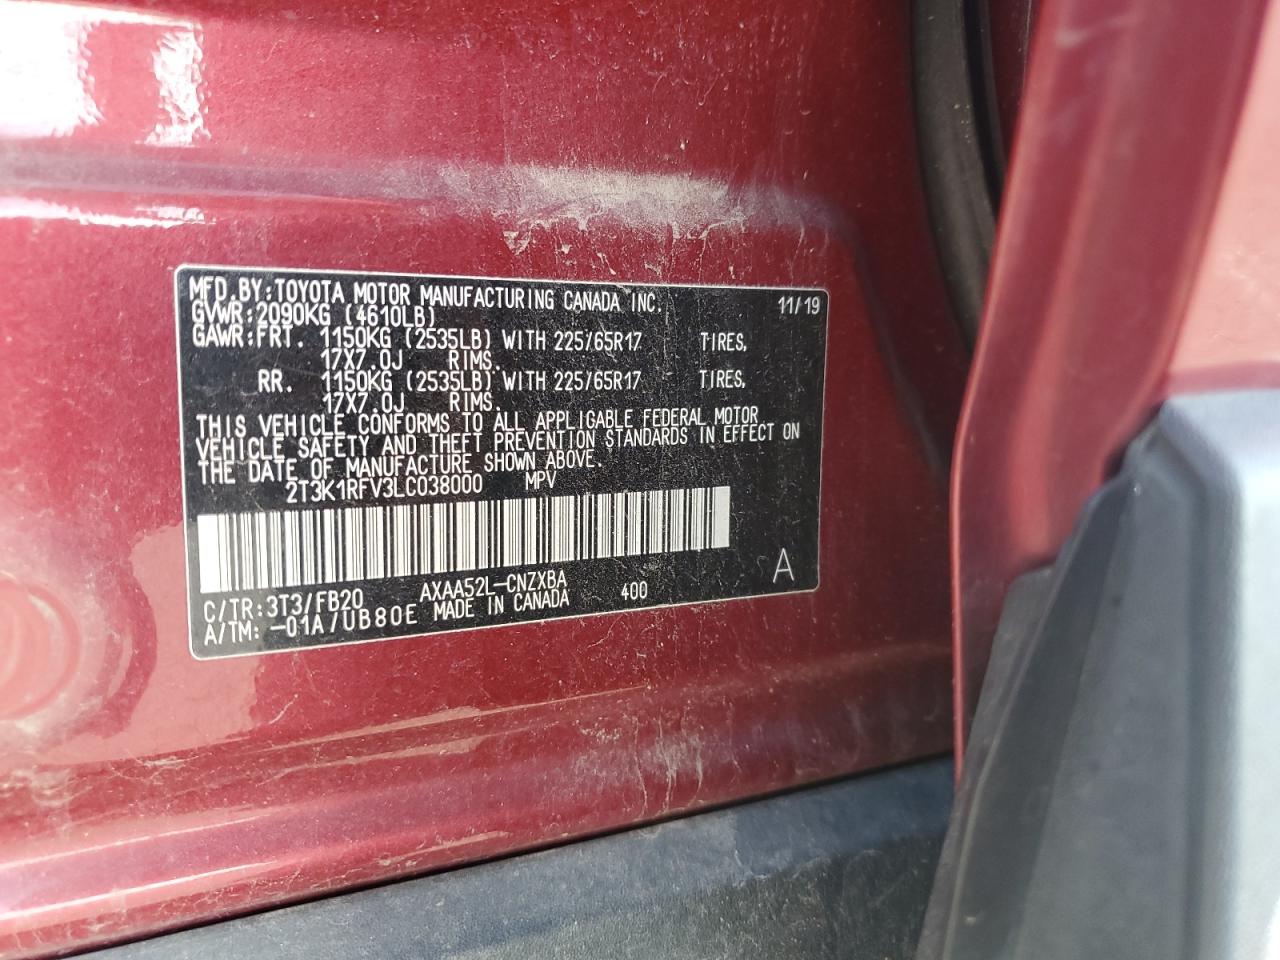 MFD.BY:TOYOTA MOTOR MANUFACTURING CANADA INC. 11/19
GVWR:2090KG (4610LB)
GAWR:FRT. 1150KG (2535LB) WITH 225/65R17 TIRES,
17X7.0J RIMS.
RR. 1150KG (2535LB) WITH 225/65R17 TIRES,
17X7.0J RIMS.
THIS VEHICLE CONFORMS TO ALL APPLICABLE FEDERAL MOTOR
VEHICLE SAFETY AND THEFT PREVENTION STANDARDS IN EFFECT ON
THE DATE OF MANUFACTURE SHOWN ABOVE.
2T3K1RFV3LC038000 MPV
A
C/TR:3T3/FB20 AXAA52L-CNZXBA 400
A/TM:-01A/UB80E MADE IN CANADA